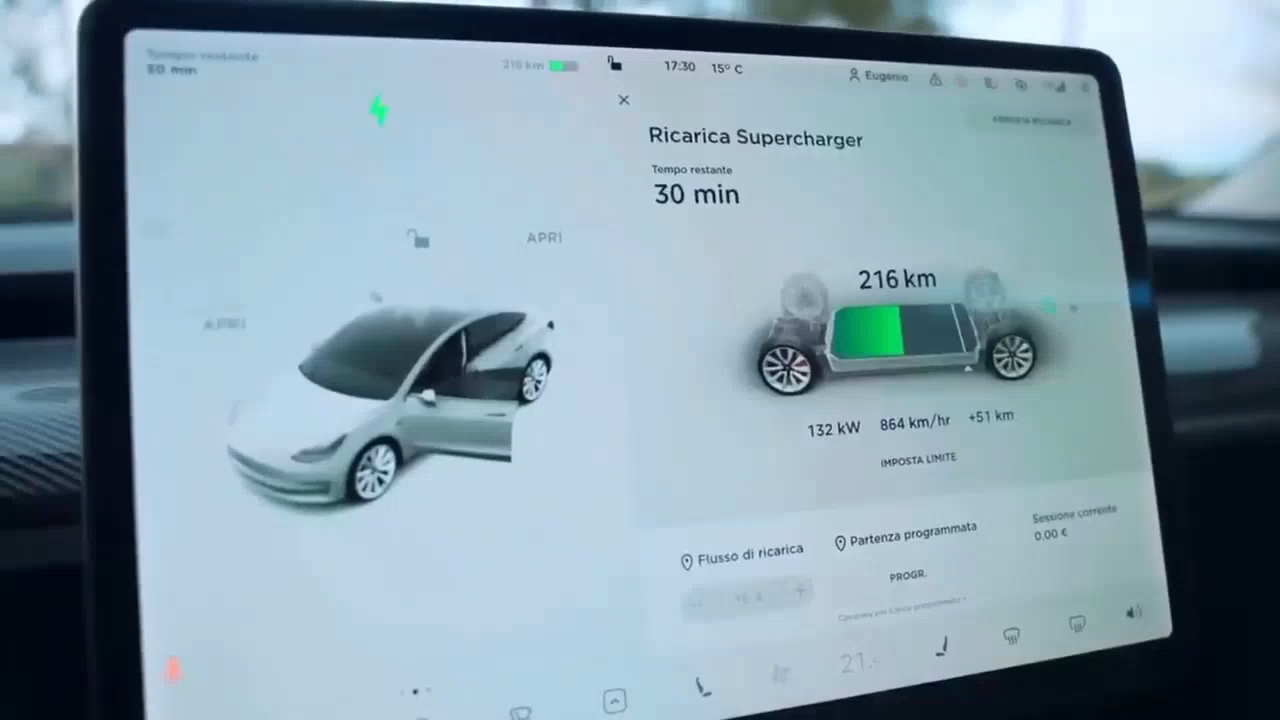 Tempo restante
30 min
216 km
17:30
15° C
Eugenio
Ricarica Supercharger
Tempo restante
30 min
APRI
APRI
216 km
132 kW
864 km/hr
+51 km
IMPOSTA LIMITE
Flusso di ricarica
Partenza programmata
Sessione corrente
0.00 €
PROGR.